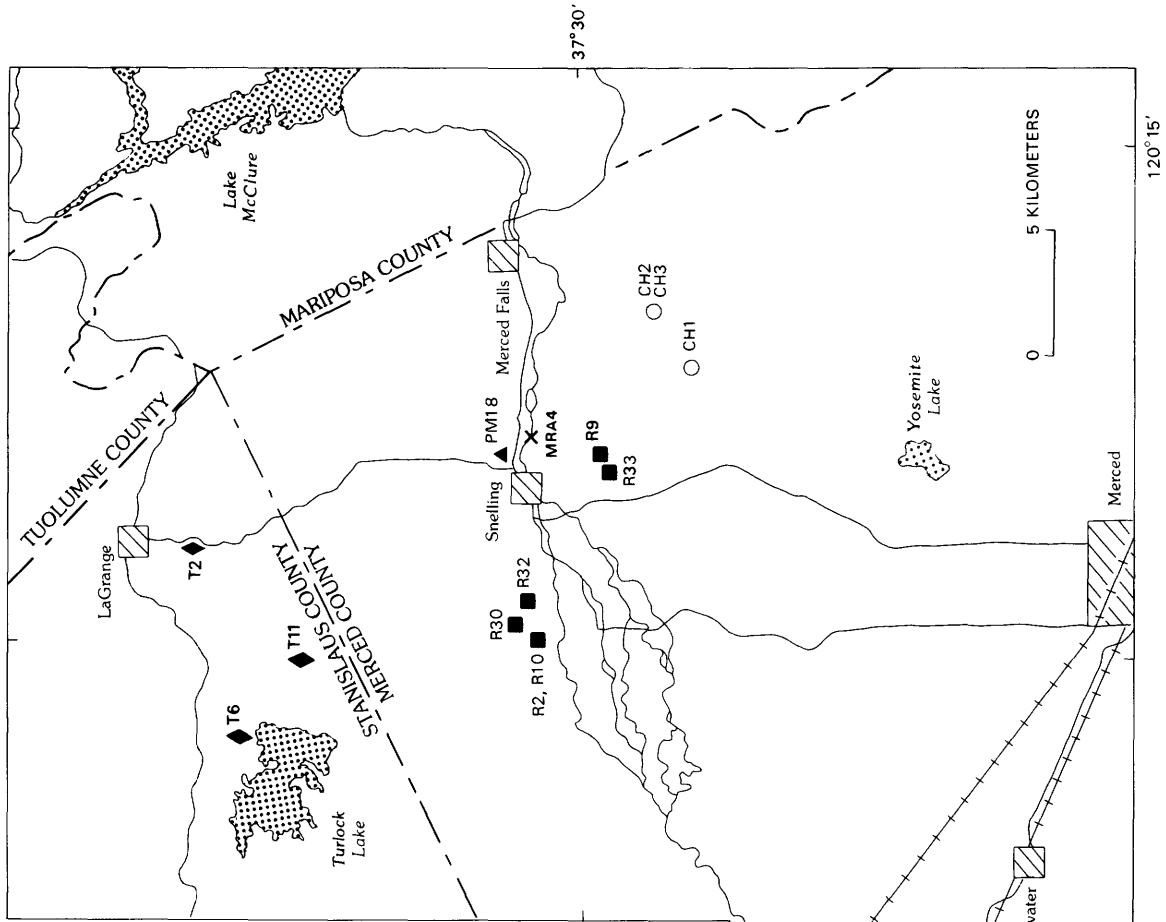 37°30'
Lake
McClure
TUOLUMNE COUNTY
MARIPOSA COUNTY
LaGrange
T2
T11
T6
STANISLAUS COUNTY
MERCED COUNTY
Turlock
Lake
Merced Falls
PM18
Snelling
MRA4
R9
R33
R30
R32
R2, R10
CH2
CH3
CH1
0 5 KILOMETERS
Yosemite
Lake
Merced
water
120°15'